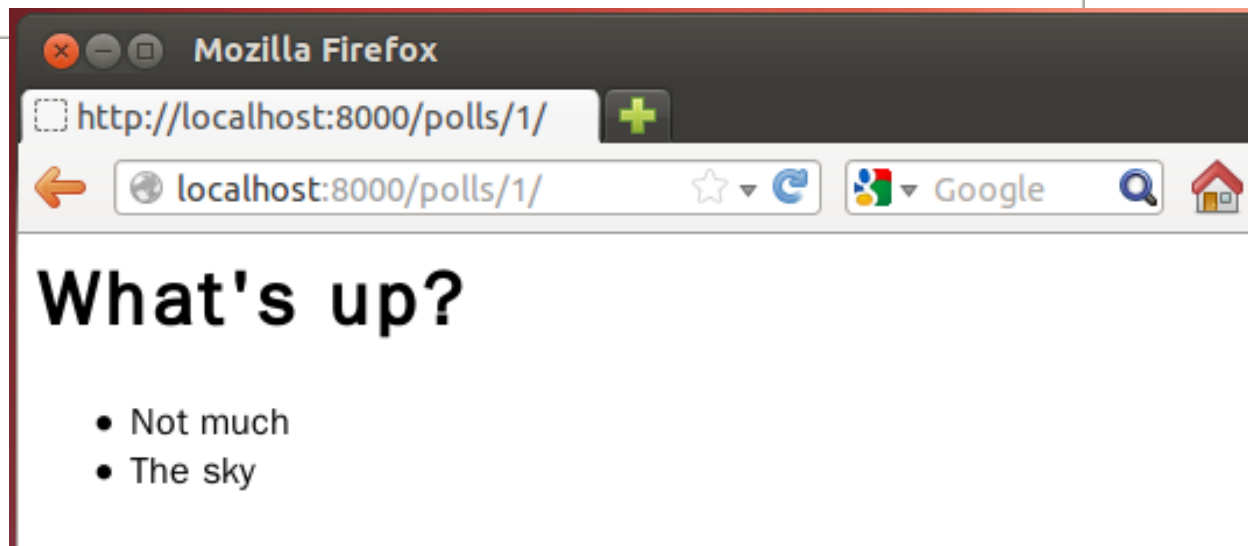 Mozilla Firefox
http://localhost:8000/polls/1/
localhost:8000/polls/1/ Google
What's up?
• Not much
• The sky